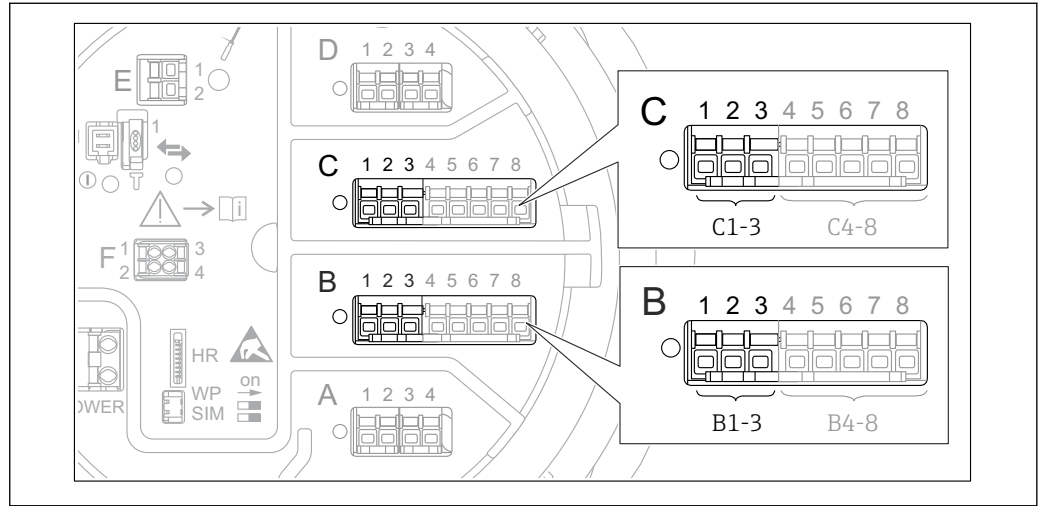 D 1 2 3 4
E 1
2
1
C 1 2 3 4 5 6 7 8
i
F 1 3
2 4
B 1 2 3 4 5 6 7 8
HR
WP on
SIM
A 1 2 3 4
C 1 2 3 4 5 6 7 8
C1-3 C4-8
B 1 2 3 4 5 6 7 8
B1-3 B4-8